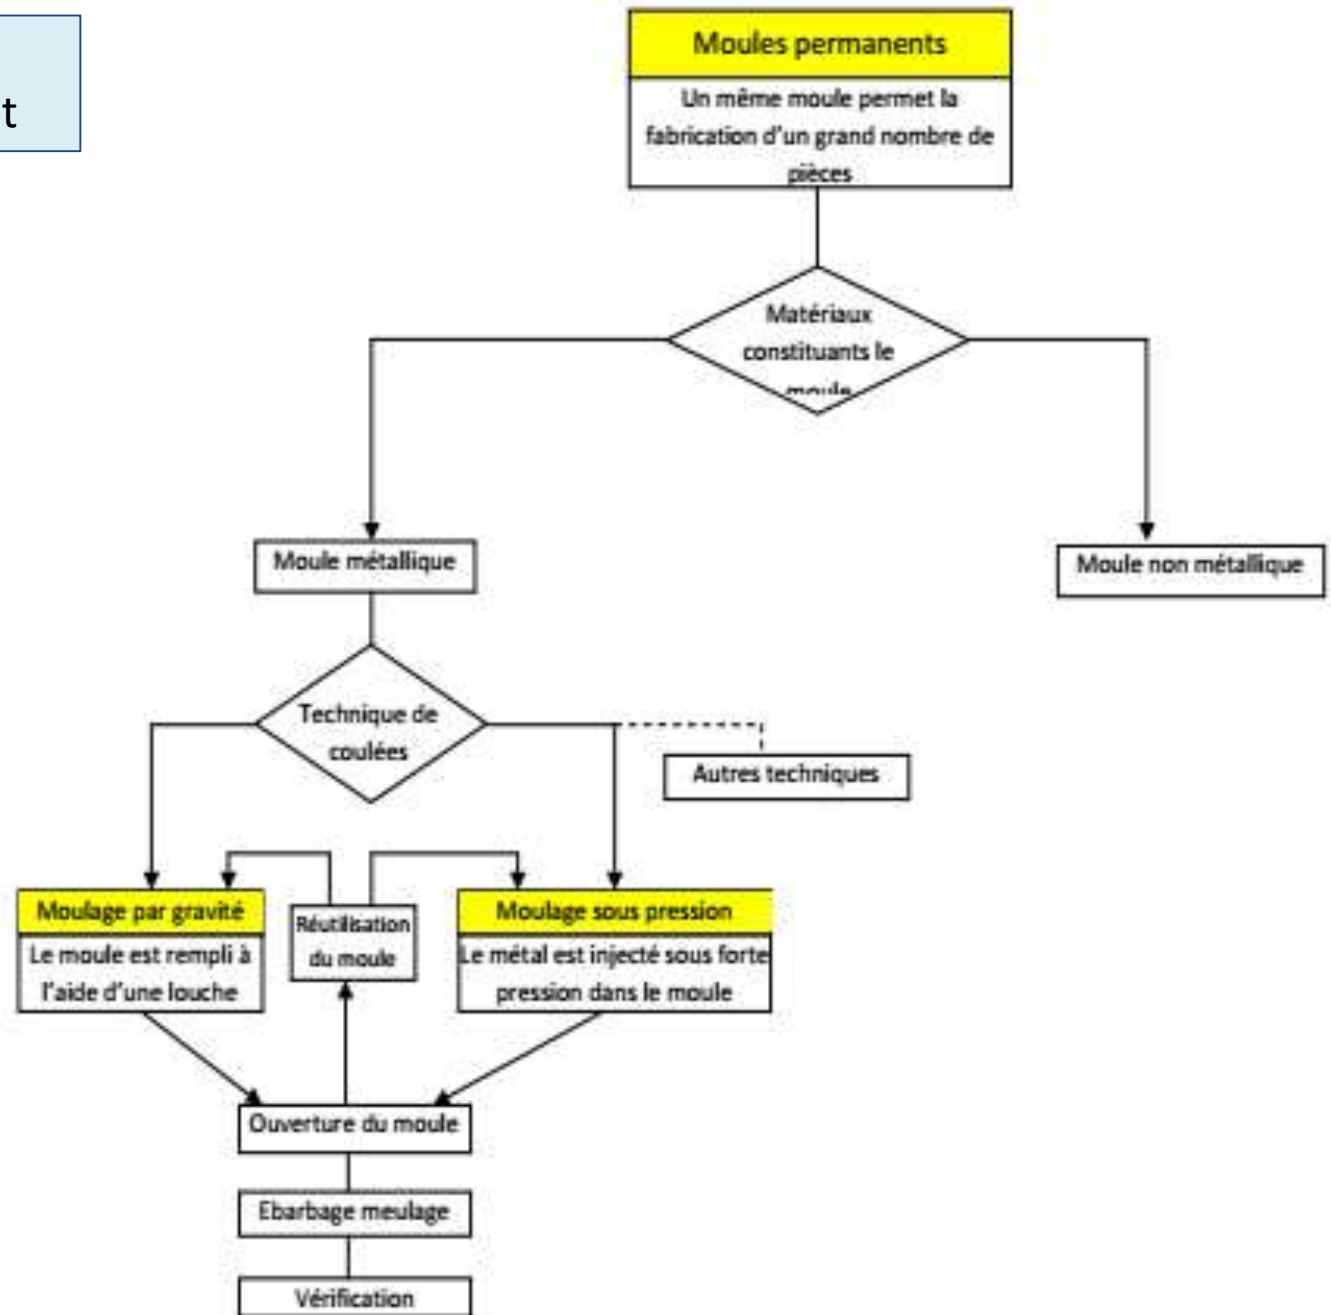 t
Moules permanents
Un même moule permet la
fabrication d'un grand nombre de
pièces
Matériaux
constituants le
moule
Moule métallique
Moule non métallique
Technique de
coulées
Autres techniques
Moulage par gravité
Le moule est rempli à
l'aide d'une louche
Réutilisation
du moule
Moulage sous pression
Le métal est injecté sous forte
pression dans le moule
Ouverture du moule
Ebarbage meulage
Vérification